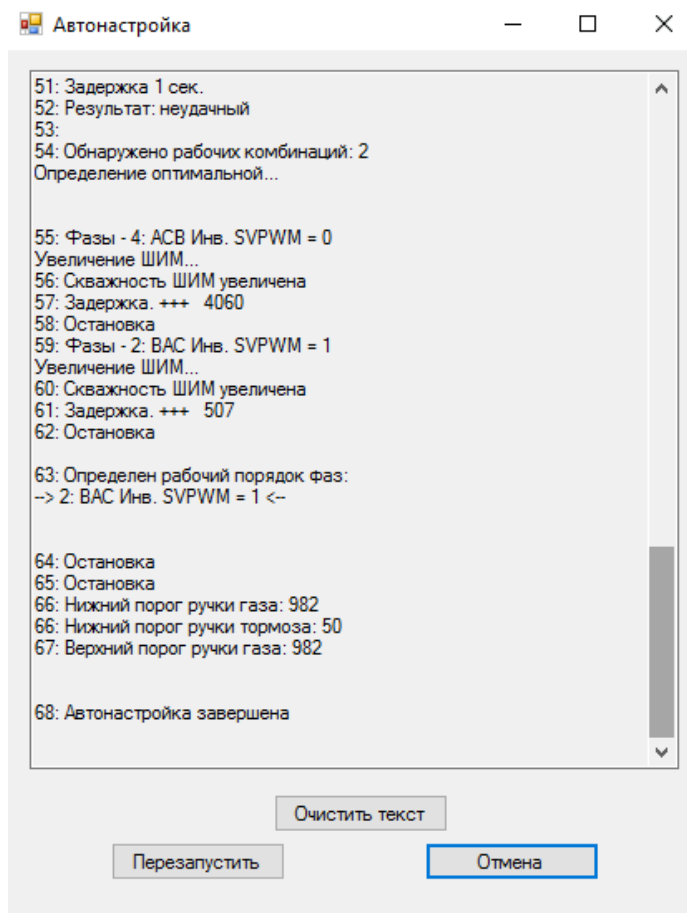 Автонастройка
51: Задержка 1 сек.
52: Результат: неудачный
53:
54: Обнаружено рабочих комбинаций: 2
Определение оптимальной...
55: Фазы - 4: ACB Инв. SVPWM = 0
Увеличение ШИМ...
56: Скважность ШИМ увеличена
57: Задержка. +++ 4060
58: Остановка
59: Фазы - 2: BAC Инв. SVPWM = 1
Увеличение ШИМ...
60: Скважность ШИМ увеличена
61: Задержка. +++ 507
62: Остановка
63: Определен рабочий порядок фаз:
--> 2: BAC Инв. SVPWM = 1 <--
64: Остановка
65: Остановка
66: Нижний порог ручки газа: 982
66: Нижний порог ручки тормоза: 50
67: Верхний порог ручки газа: 982
68: Автонастройка завершена
Очистить текст
Перезапустить
Отмена